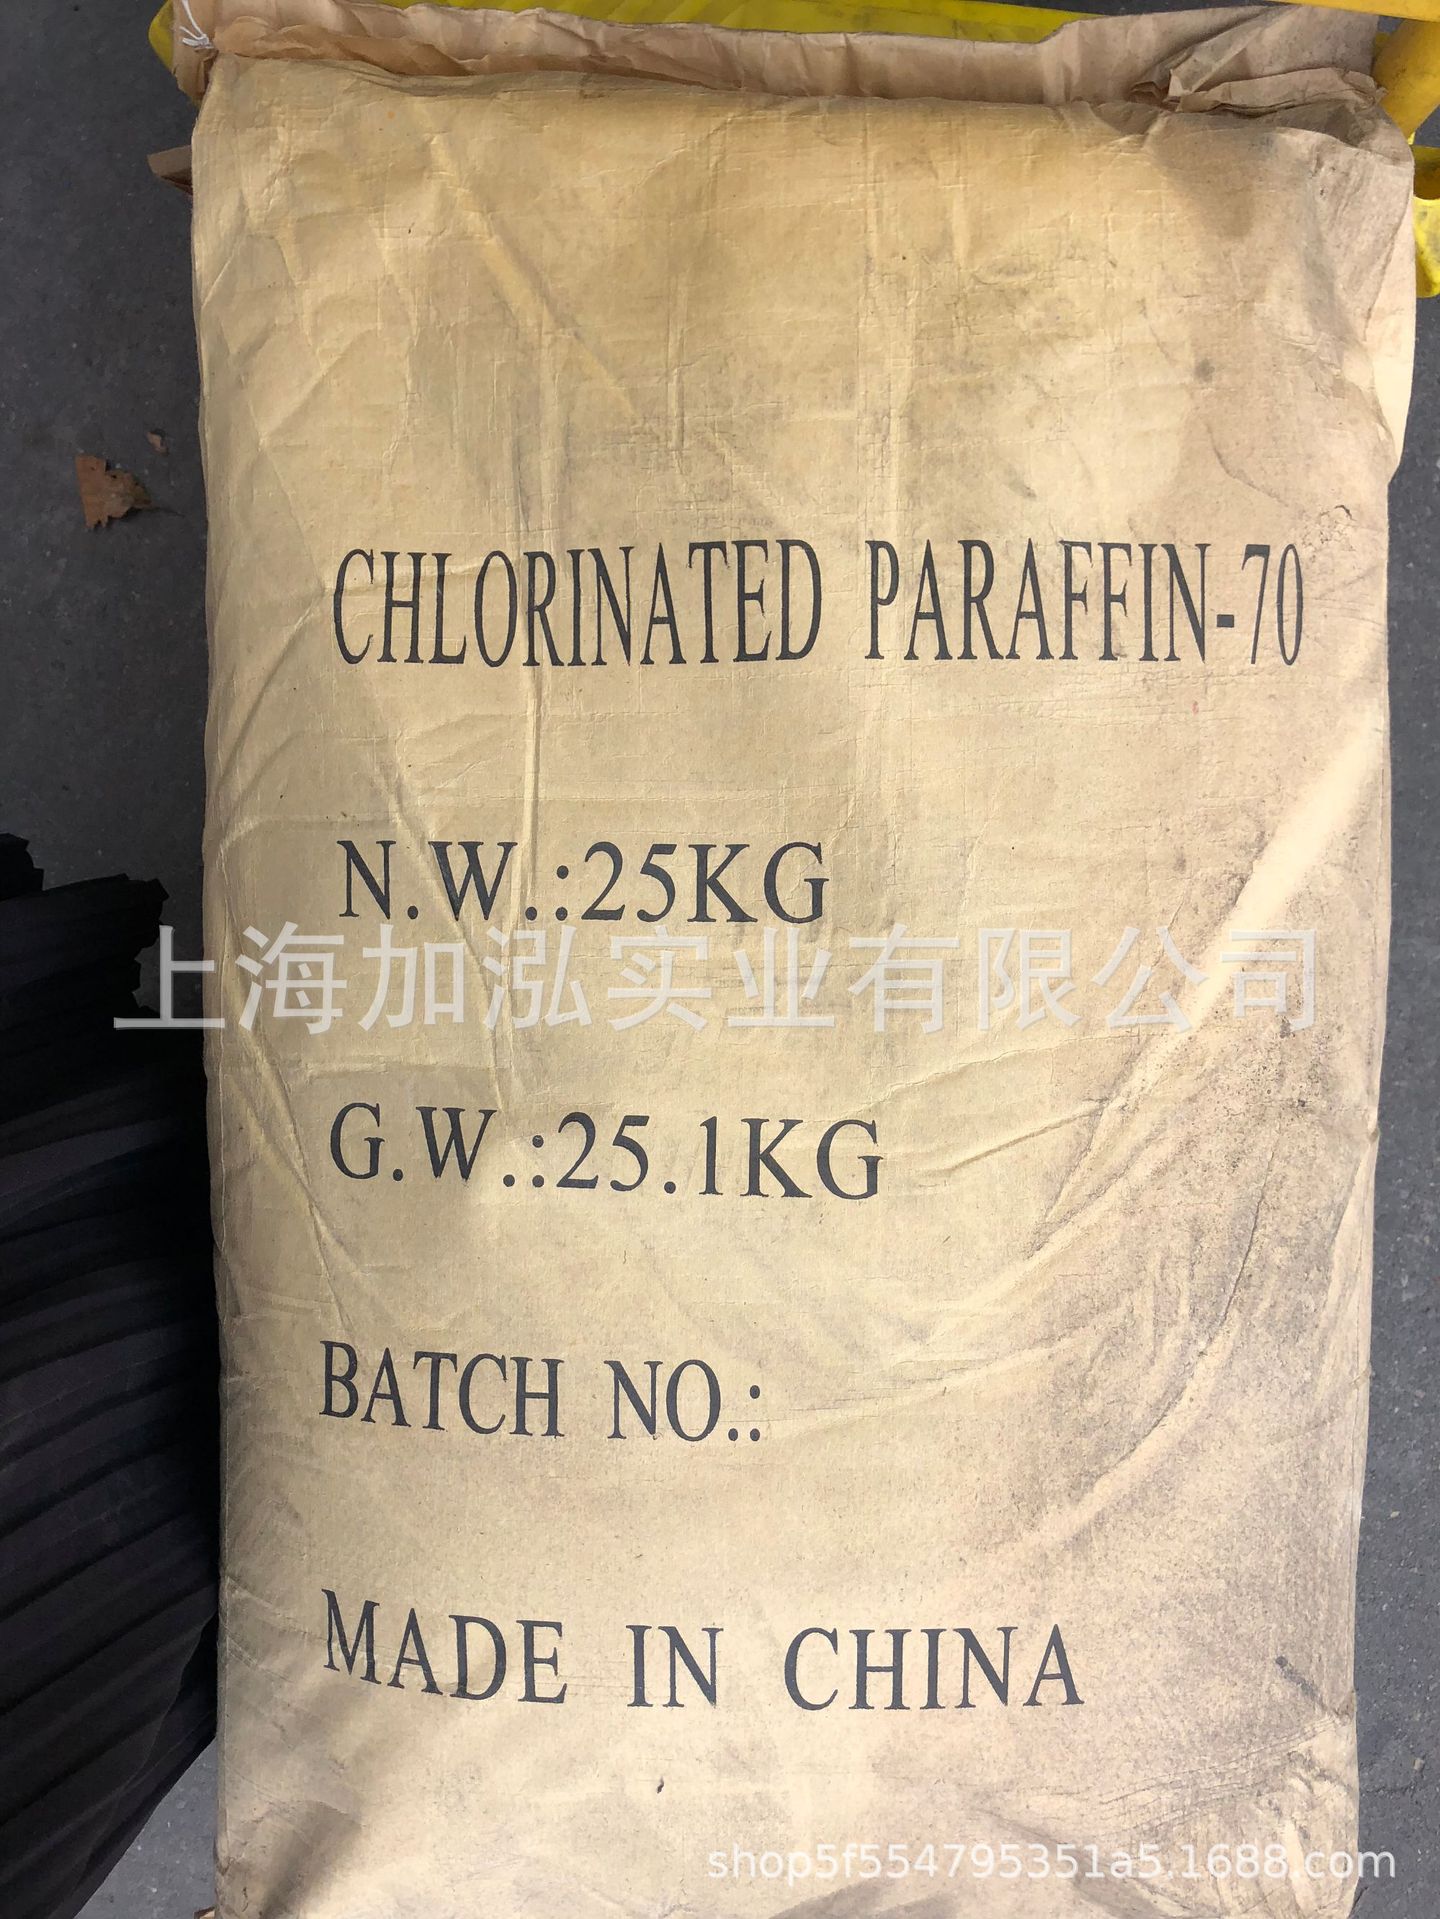 CHLORINATED PARAFFIN-70
N.W.:25KG
上海加泓实业有限公司
G.W.:25.1KG
BATCH NO.:
MADE IN CHINA
shop5f554795351a5.1688.com